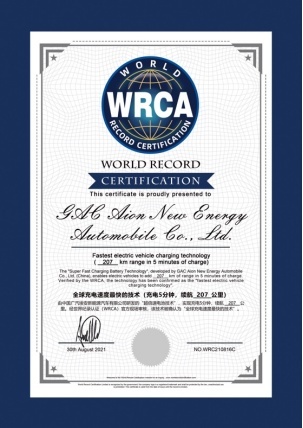 WORLD
WRCA
RECORD CERTIFICATION
WORLD RECORD
CERTIFICATION
This certificate is proudly presented to
GAC Aion New Energy
Automobile Co., Ltd.
Fastest electric vehicle charging technology
( 207 km range in 5 minutes of charge)
The "Super Fast Charging Battery Technology", developed by GAC Aion New Energy Automobile
Co., Ltd. (China), enables electric vehicles to add 207 km of range in 5 minutes of charge.
Verified by the WRCA, the technology has been confirmed as the "Fastest electric vehicle
charging technology"
全球充电速度最快的技术（充电5分钟，续航 207 公里）
30th August 2021
NO.WRC210816C